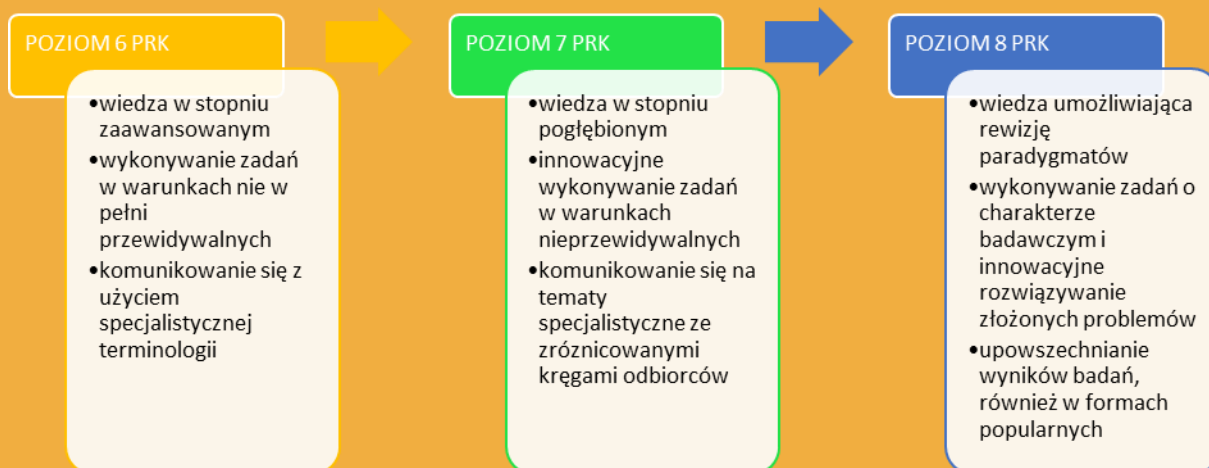 POZIOM 6 PRK
•wiedza w stopniu
zaawansowanym
•wykonywanie zadań
w warunkach nie w
pełni
przewidywalnych
•komunikowanie się z
użyciem
specjalistycznej
terminologii
POZIOM 7 PRK
•wiedza w stopniu
pogłębionym
•innowacyjne
wykonywanie zadań
w warunkach
nieprzewidywalnych
•komunikowanie się na
tematy
specjalistyczne ze
zróznicowanymi
kręgami odbiorców
POZIOM 8 PRK
•wiedza umożliwiająca
rewizję
paradygmatów
•wykonywanie zadań o
charakterze
badawczym i
innowacyjne
rozwiązywanie
złożonych problemów
•upowszechnianie
wyników badań,
również w formach
popularnych